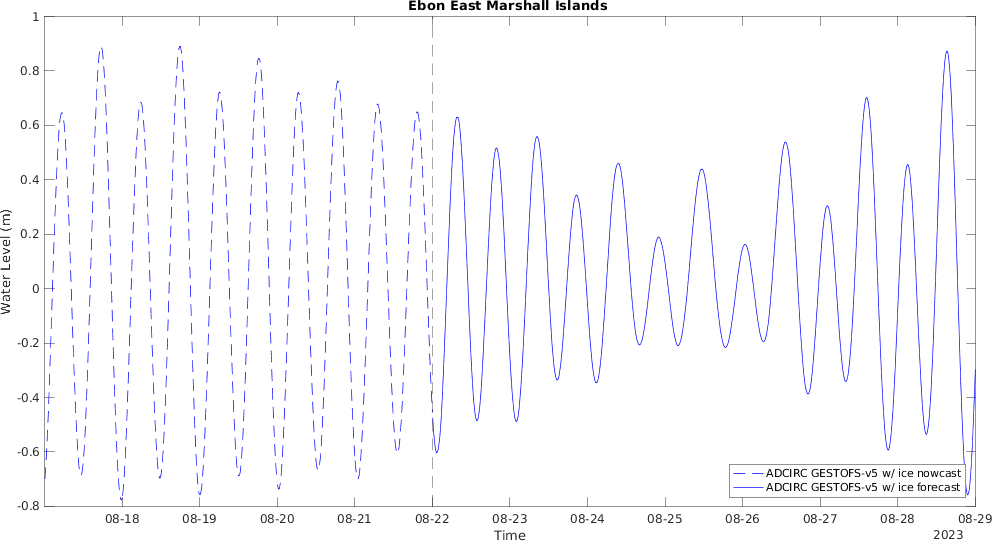 Ebon East Marshall Islands
1
0.8
0.6
0.4
0.2
0
-0.2
-0.4
-0.6
-0.8
Water Level (m)
ADCIRC GESTOFS-v5 w/ ice nowcast
ADCIRC GESTOFS-v5 w/ ice forecast
08-18 08-19 08-20 08-21 08-22 08-23 08-24 08-25 08-26 08-27 08-28 08-29
Time 2023